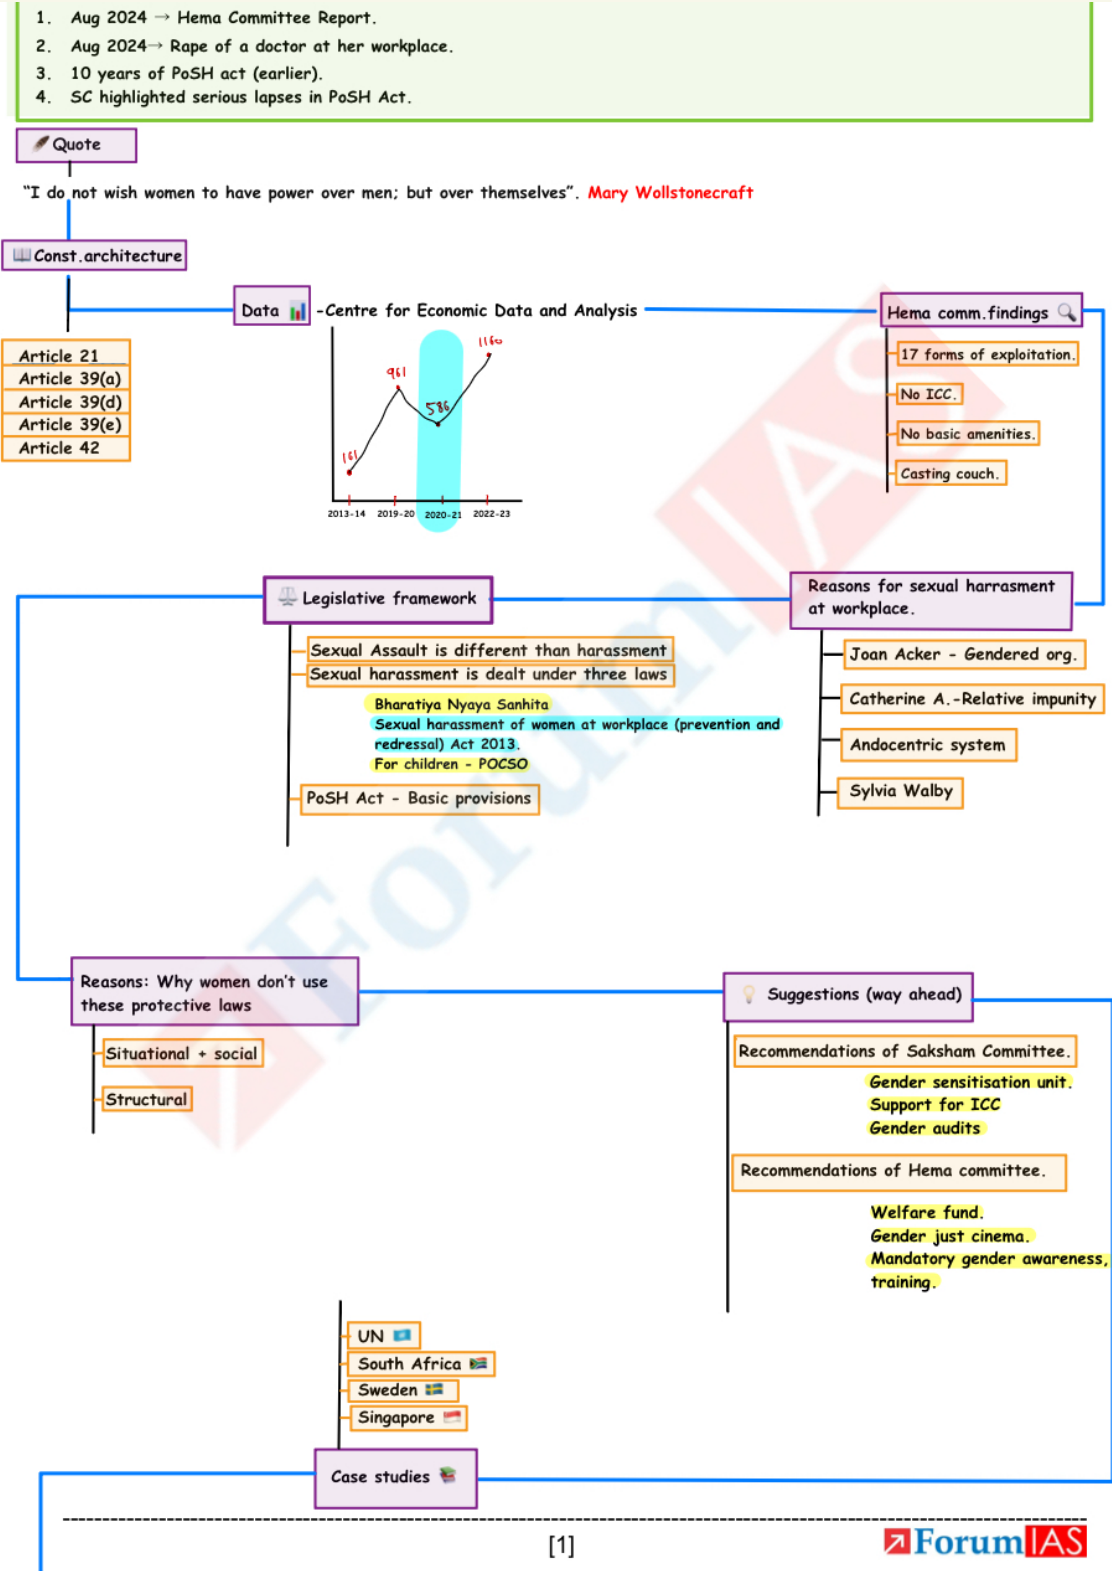 1. Aug 2024 → Hema Committee Report.
2. Aug 2024→ Rape of a doctor at her workplace.
3. 10 years of PoSH act (earlier).
4. SC highlighted serious lapses in PoSH Act.
Quote
“I do not wish women to have power over men; but over themselves”. Mary Wollstonecraft
Const.architecture
Data -Centre for Economic Data and Analysis
Hema comm.findings
Article 21
Article 39(a)
Article 39(d)
Article 39(e)
Article 42
161
961
586
1160
2013-14 2019-20 2020-21 2022-23
17 forms of exploitation.
No ICC.
No basic amenities.
Casting couch.
Reasons for sexual harrasment
at workplace.
Joan Acker - Gendered org.
Catherine A.-Relative impunity
Andocentric system
Sylvia Walby
Legislative framework
Sexual Assault is different than harassment
Sexual harassment is dealt under three laws
Bharatiya Nyaya Sanhita
Sexual harassment of women at workplace (prevention and
redressal) Act 2013.
For children - POCSO
PoSH Act - Basic provisions
Reasons: Why women don't use
these protective laws
Situational + social
Structural
Suggestions (way ahead)
Recommendations of Saksham Committee.
Gender sensitisation unit.
Support for ICC
Gender audits
Recommendations of Hema committee.
Welfare fund.
Gender just cinema.
Mandatory gender awareness,
training.
UN
South Africa
Sweden
Singapore
Case studies
[1]
ForumIAS
ForumIAS